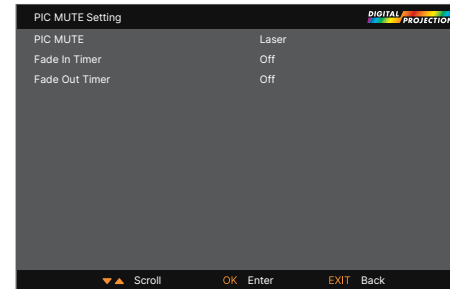 PIC MUTE Setting
DIGITAL PROJECTION
PIC MUTE Laser
Fade In Timer Off
Fade Out Timer Off
Scroll OK Enter EXIT Back